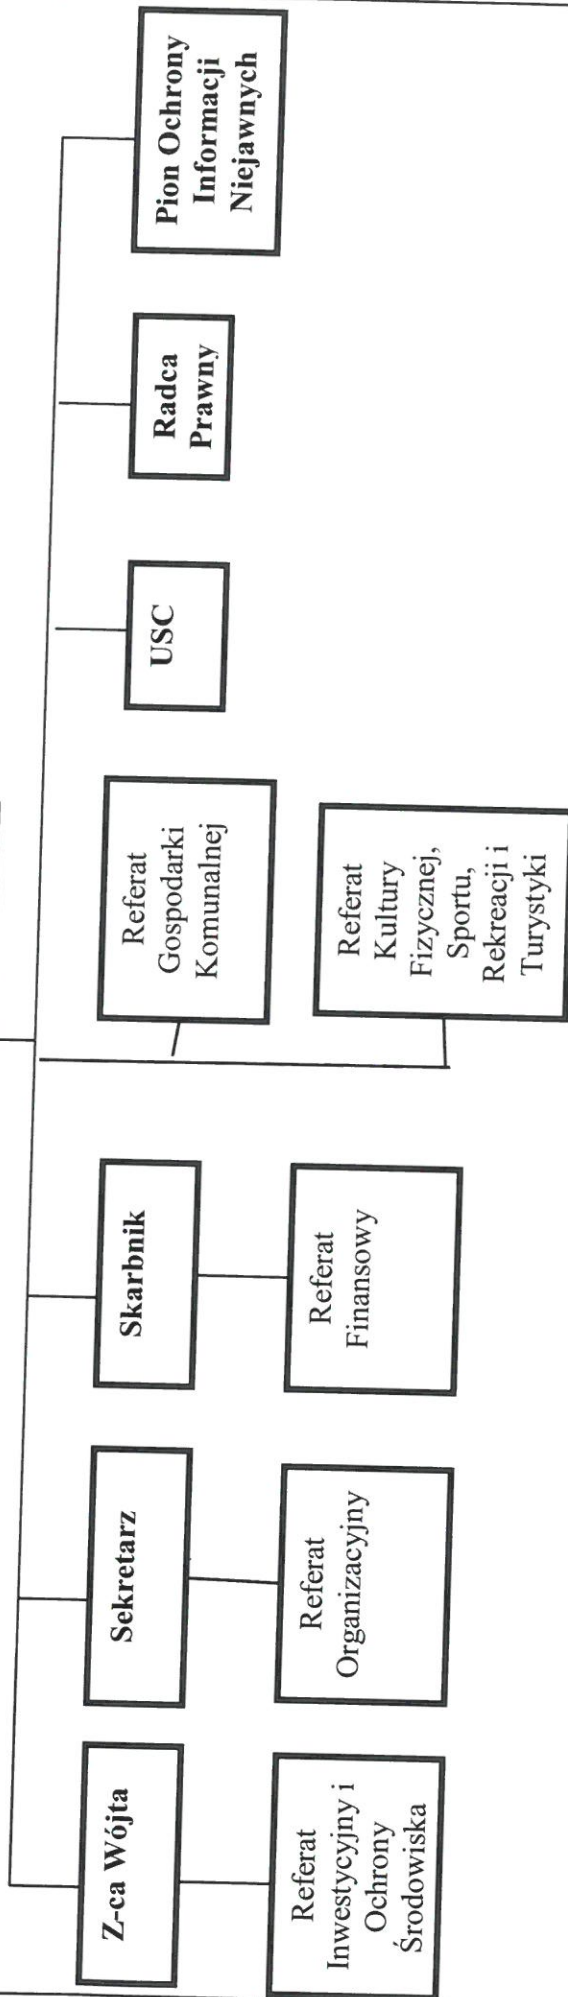 Z-ca Wójta
Referat
Inwestycyjny i
Ochrony
Środowiska
Sekretarz
Referat
Organizacyjny
Skarbnik
Referat
Finansowy
Referat
Gospodarki
Komunalnej
Referat
Kultury
Fizycznej,
Sportu,
Rekreacji i
Turystyki
USC
Radca
Prawny
Pion Ochrony
Informacji
Niejawnych